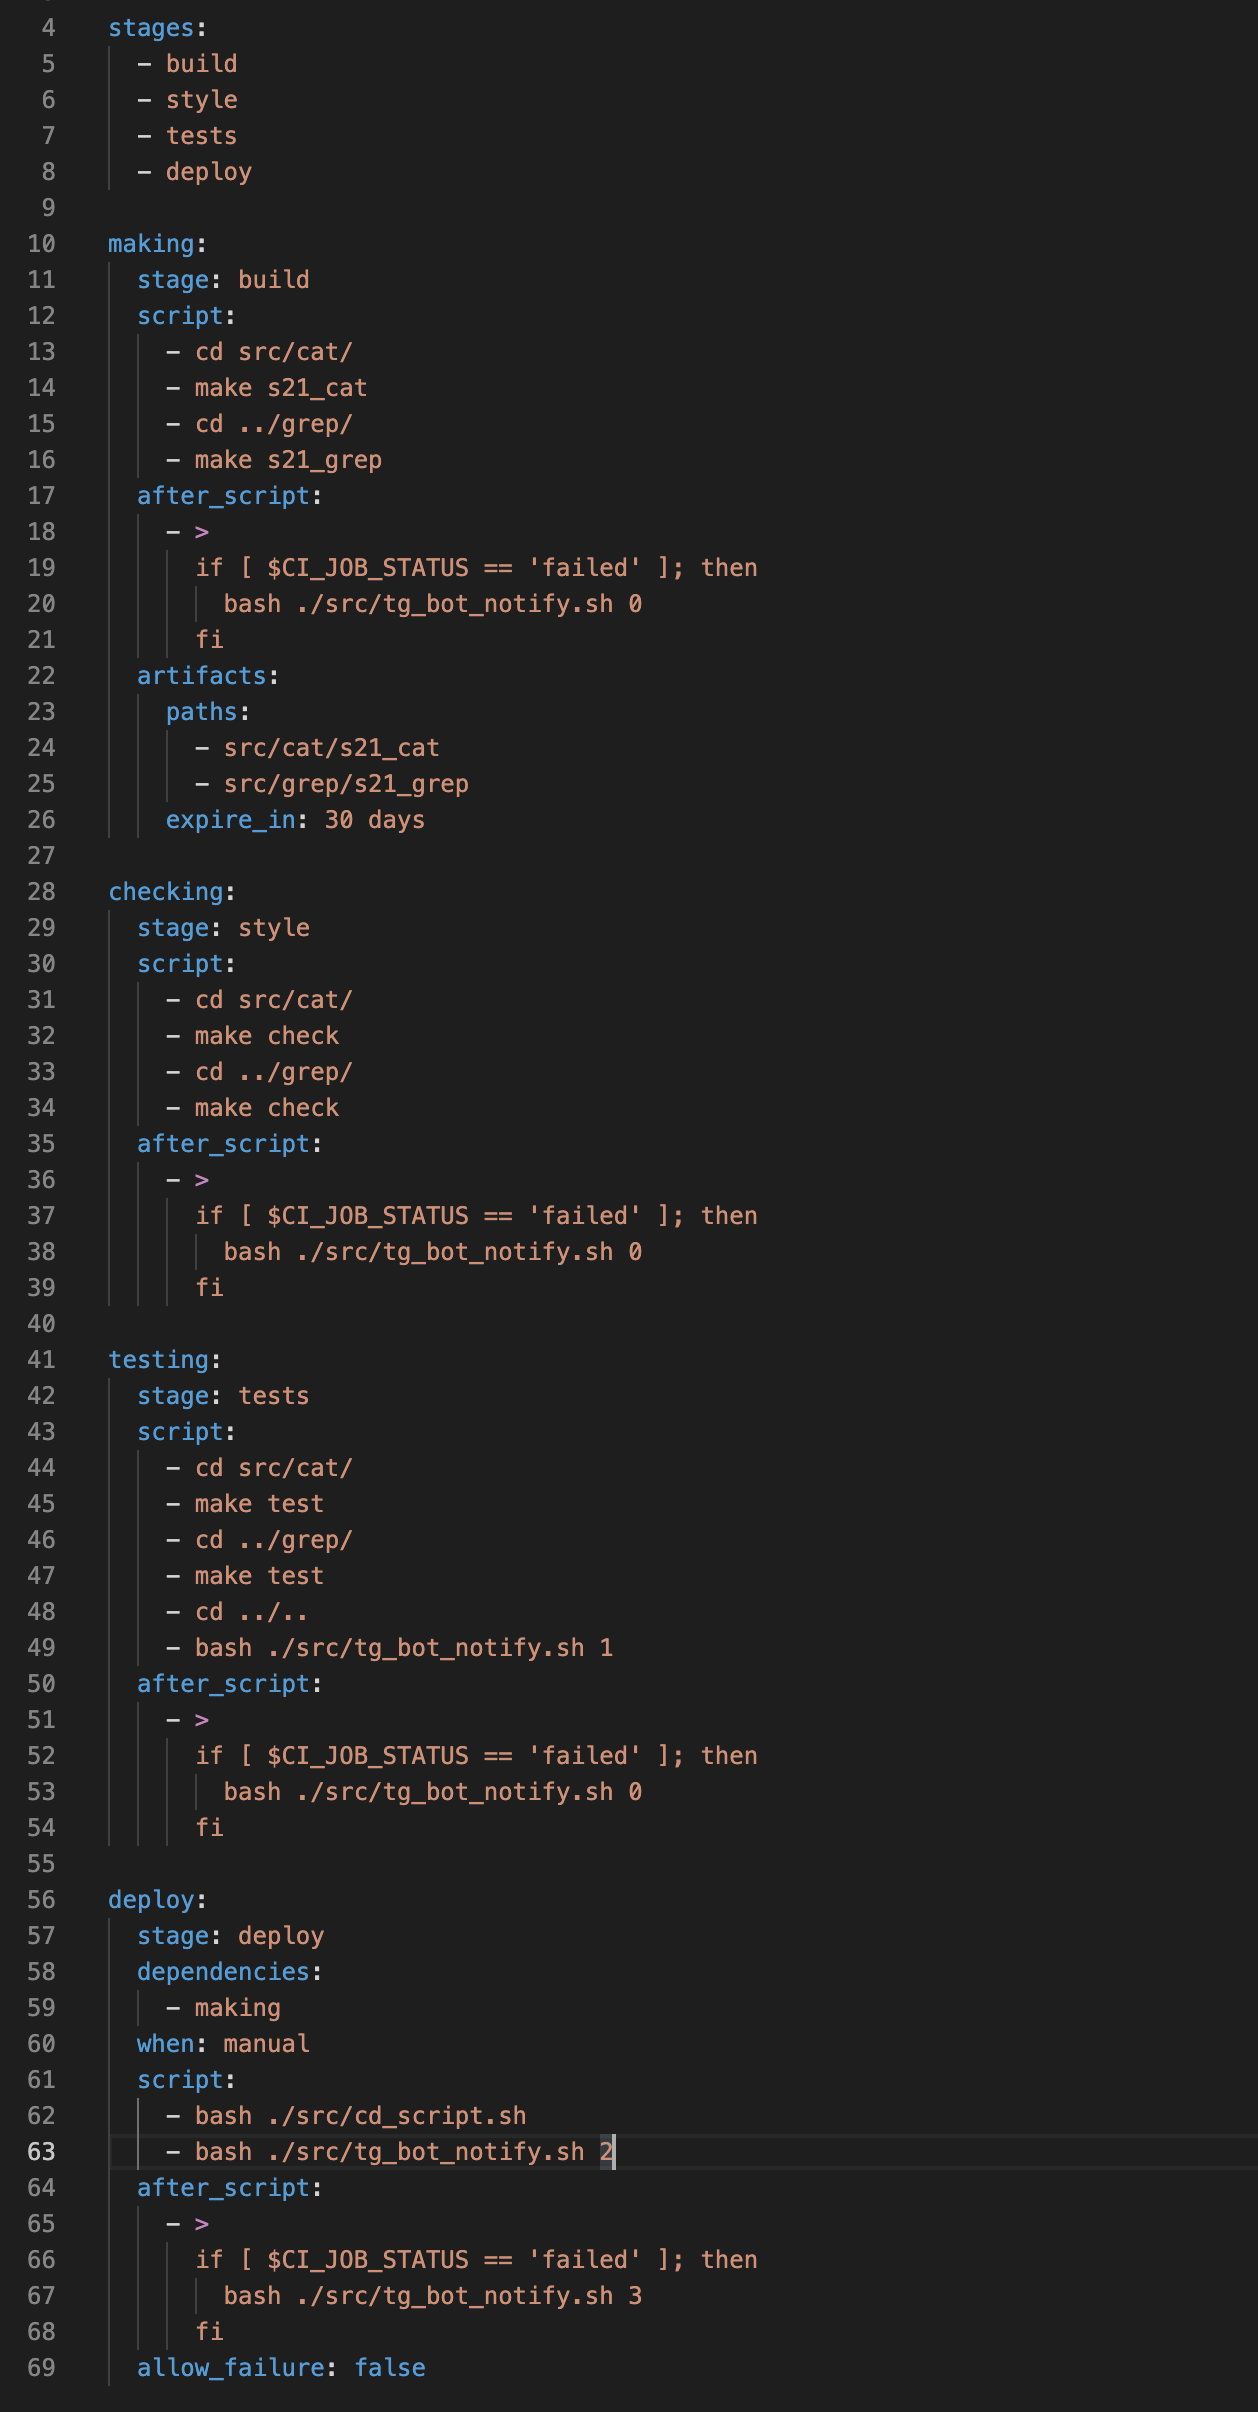 4 stages:
5   - build
6   - style
7   - tests
8   - deploy
9
10 making:
11   stage: build
12   script:
13     - cd src/cat/
14     - make s21_cat
15     - cd ../grep/
16     - make s21_grep
17   after_script:
18     - >
19       if [ $CI_JOB_STATUS == 'failed' ]; then
20         bash ./src/tg_bot_notify.sh 0
21       fi
22   artifacts:
23     paths:
24       - src/cat/s21_cat
25       - src/grep/s21_grep
26     expire_in: 30 days
27
28 checking:
29   stage: style
30   script:
31     - cd src/cat/
32     - make check
33     - cd ../grep/
34     - make check
35   after_script:
36     - >
37       if [ $CI_JOB_STATUS == 'failed' ]; then
38         bash ./src/tg_bot_notify.sh 0
39       fi
40
41 testing:
42   stage: tests
43   script:
44     - cd src/cat/
45     - make test
46     - cd ../grep/
47     - make test
48     - cd ../..
49     - bash ./src/tg_bot_notify.sh 1
50   after_script:
51     - >
52       if [ $CI_JOB_STATUS == 'failed' ]; then
53         bash ./src/tg_bot_notify.sh 0
54       fi
55
56 deploy:
57   stage: deploy
58   dependencies:
59     - making
60   when: manual
61   script:
62     - bash ./src/cd_script.sh
63     - bash ./src/tg_bot_notify.sh 2
64   after_script:
65     - >
66       if [ $CI_JOB_STATUS == 'failed' ]; then
67         bash ./src/tg_bot_notify.sh 3
68       fi
69   allow_failure: false